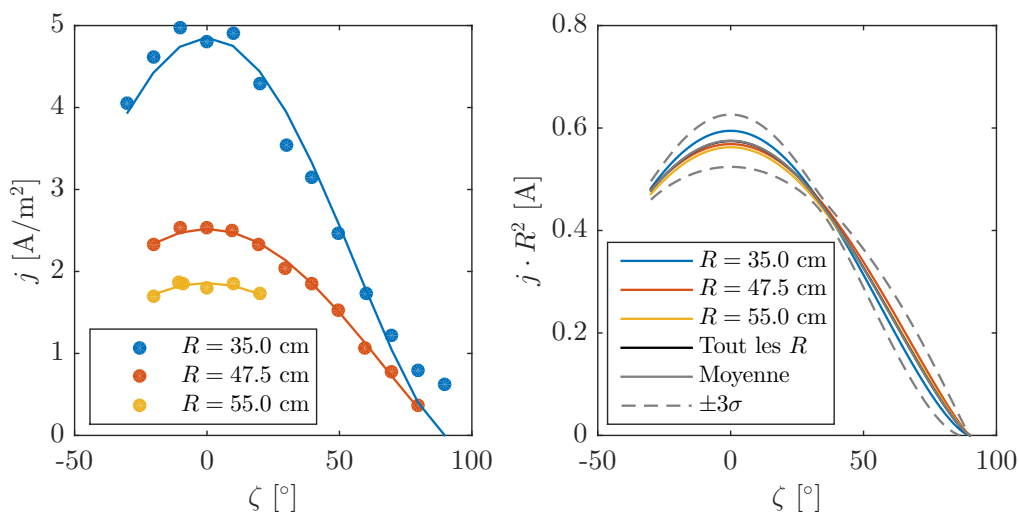 5
4
3
2
1
0
j [A/m²]
R = 35.0 cm
R = 47.5 cm
R = 55.0 cm
-50
0
50
100
ζ [°]
0.8
0.6
0.4
0.2
0
j · R² [A]
R = 35.0 cm
R = 47.5 cm
R = 55.0 cm
Tout les R
Moyenne
±3σ
-50
0
50
100
ζ [°]